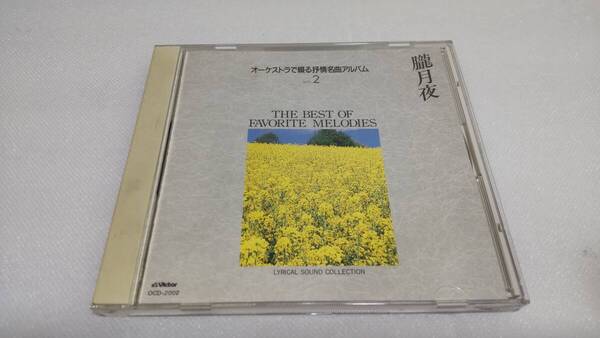 オーケストラで綴る抒情名曲アルバム
2
朧月夜
THE BEST OF
FAVORITE MELODIES
LYRICAL SOUND COLLECTION
Victor
OCD-2002